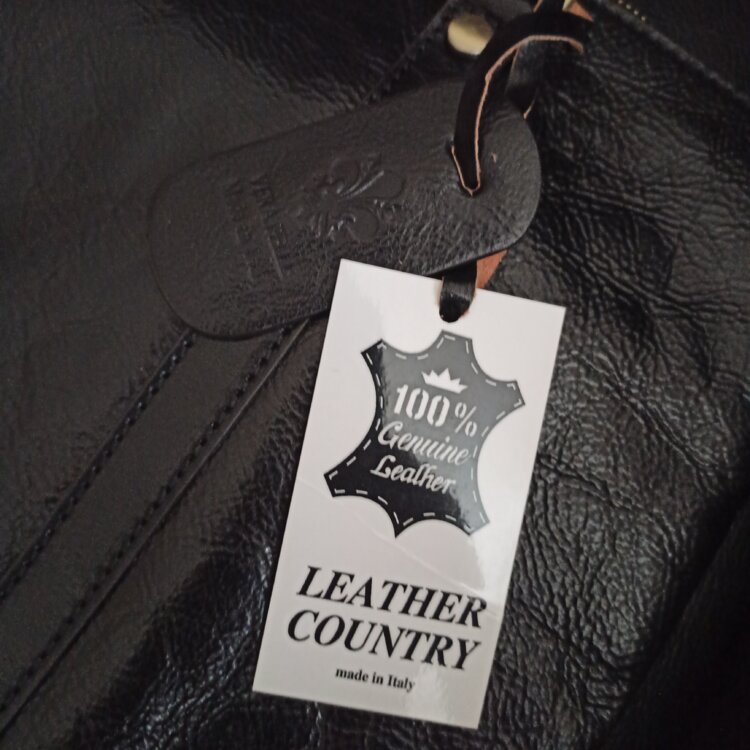 100%
Genuine
Leather
LEATHER
COUNTRY
made in Italy